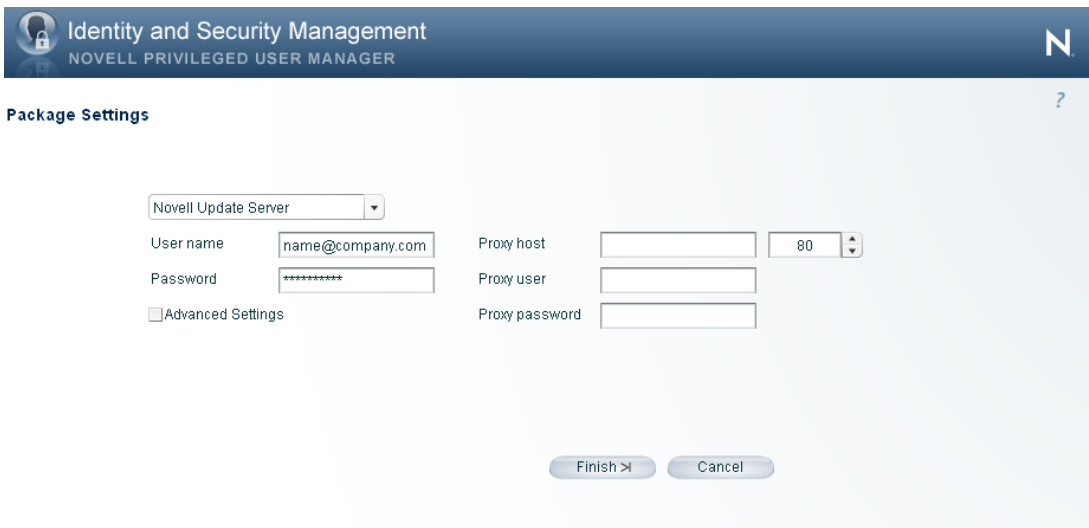 Identity and Security Management
NOVELL PRIVILEGED USER MANAGER
N
?
Package Settings
Novell Update Server
User name name@company.com Proxy host 80
Password ********** Proxy user
Advanced Settings Proxy password
Finish Cancel